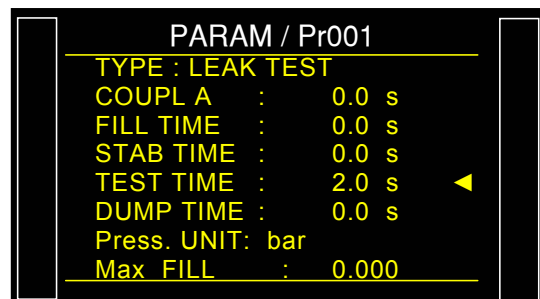 PARAM / Pr001
TYPE : LEAK TEST
COUPL A : 0.0 s
FILL TIME : 0.0 s
STAB TIME : 0.0 s
TEST TIME : 2.0 s ◄
DUMP TIME : 0.0 s
Press. UNIT: bar
Max FILL : 0.000